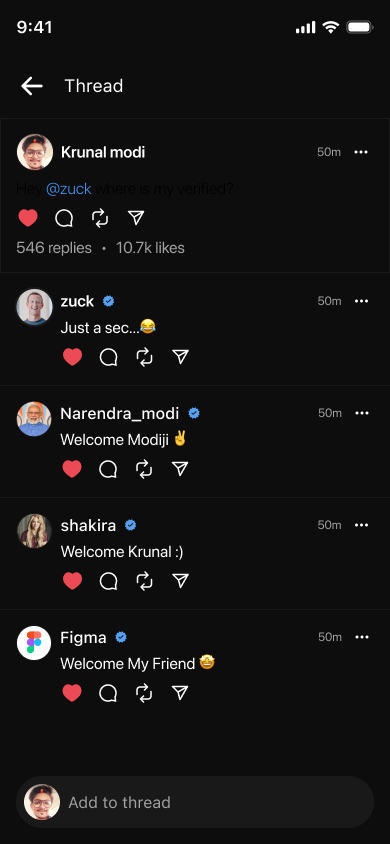 9:41
Thread
Krunal modi 50m
Hey @zuck where is my verified?
546 replies • 10.7k likes
zuck 50m
Just a sec...😂
Narendra_modi 50m
Welcome Modiji ✌️
shakira 50m
Welcome Krunal :)
Figma 50m
Welcome My Friend 🤩
Add to thread